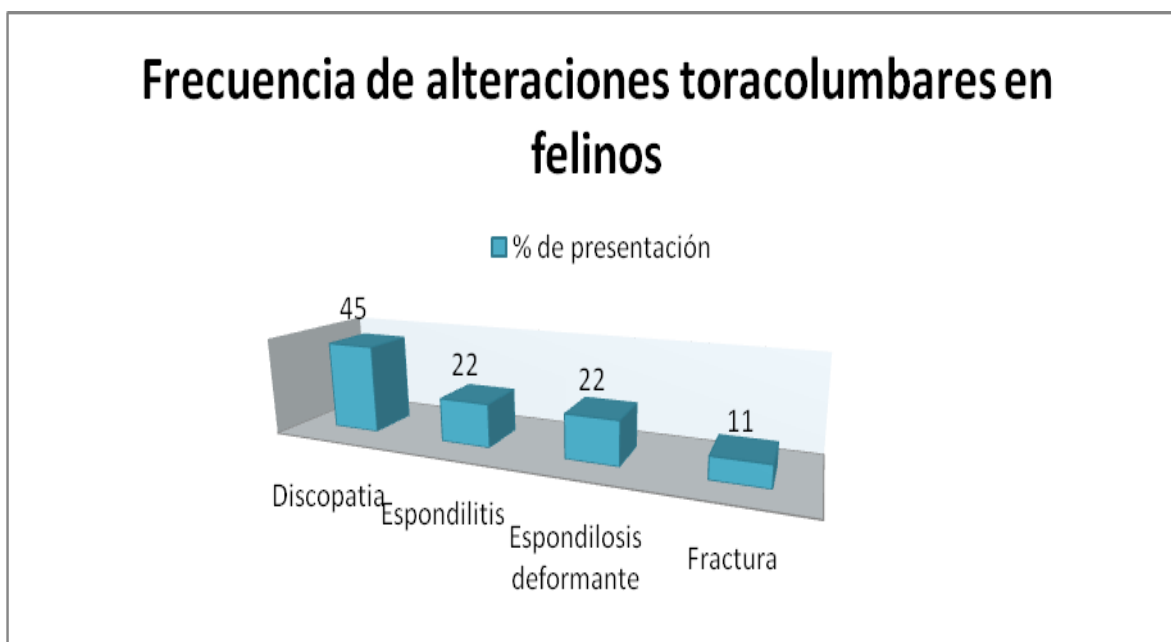 Frecuencia de alteraciones toracolumbares en
felinos
% de presentación
45
22
22
11
Discopatia
Espondilitis
Espondilosis
deformante
Fractura